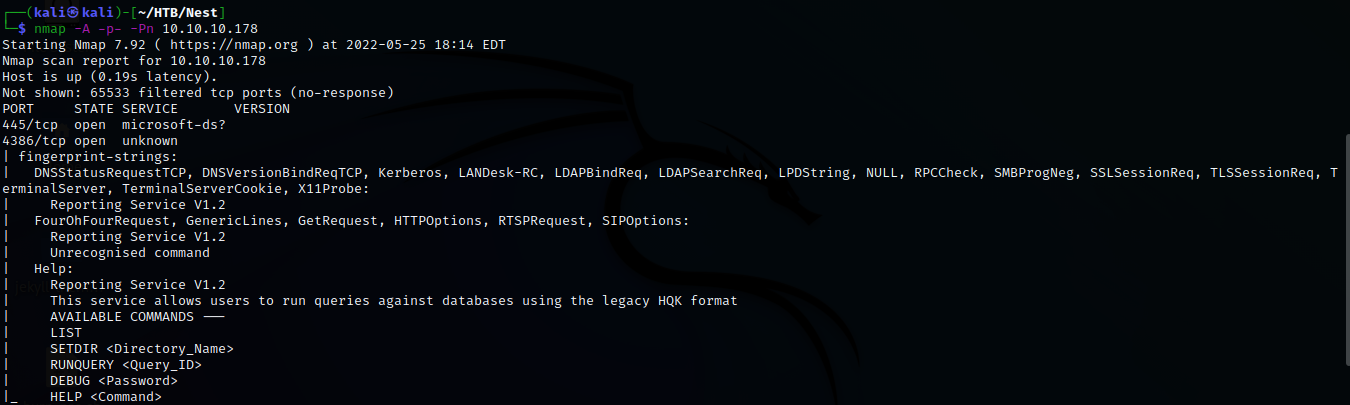 ┌──(kali㉿kali)-[~/HTB/Nest]
└─$ nmap -A -p- -Pn 10.10.10.178
Starting Nmap 7.92 ( https://nmap.org ) at 2022-05-25 18:14 EDT
Nmap scan report for 10.10.10.178
Host is up (0.19s latency).
Not shown: 65533 filtered tcp ports (no-response)
PORT     STATE SERVICE       VERSION
445/tcp  open  microsoft-ds?
4386/tcp open  unknown
| fingerprint-strings:
|   DNSStatusRequestTCP, DNSVersionBindReqTCP, Kerberos, LANDesk-RC, LDAPBindReq, LDAPSearchReq, LPDString, NULL, RPCCheck, SMBProgNeg, SSLSessionReq, TLSSessionReq, T
erminalServer, TerminalServerCookie, X11Probe:
|     Reporting Service V1.2
|   FourOhFourRequest, GenericLines, GetRequest, HTTPOptions, RTSPRequest, SIPOptions:
|     Reporting Service V1.2
|     Unrecognised command
|   Help:
|     Reporting Service V1.2
|     This service allows users to run queries against databases using the legacy HQK format
|     AVAILABLE COMMANDS ---
|     LIST
|     SETDIR <Directory_Name>
|     RUNQUERY <Query_ID>
|     DEBUG <Password>
|_    HELP <Command>